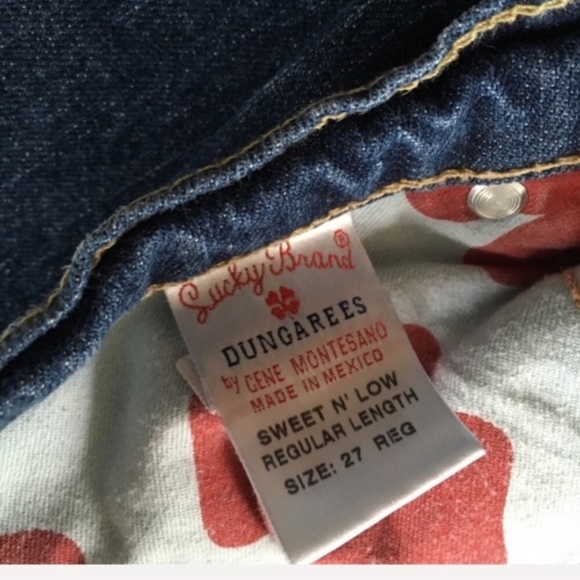 Lucky Brand®
DUNGAREES
by GENE MONTESANO
MADE IN MEXICO
SWEET N' LOW
REGULAR LENGTH
SIZE: 27 REG